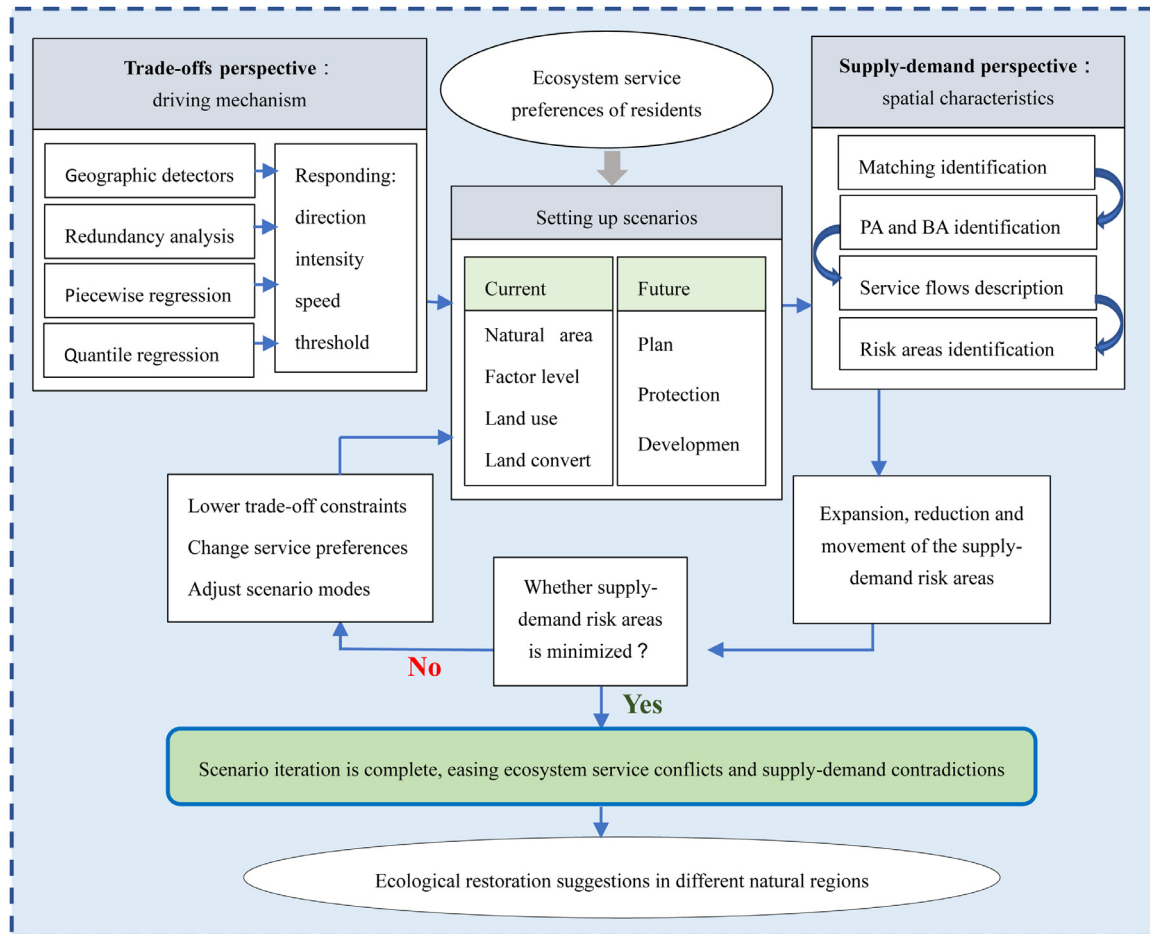 Trade-offs perspective：
driving mechanism
Geographic detectors
Redundancy analysis
Piecewise regression
Quantile regression
Responding:
direction
intensity
speed
threshold
Ecosystem service
preferences of residents
Setting up scenarios
Current
Natural area
Factor level
Land use
Land convert
Future
Plan
Protection
Developmen
Supply-demand perspective：
spatial characteristics
Matching identification
PA and BA identification
Service flows description
Risk areas identification
Expansion, reduction and
movement of the supply-
demand risk areas
Whether supply-
demand risk areas
is minimized？
No
Lower trade-off constraints
Change service preferences
Adjust scenario modes
Yes
Scenario iteration is complete, easing ecosystem service conflicts and supply-demand contradictions
Ecological restoration suggestions in different natural regions